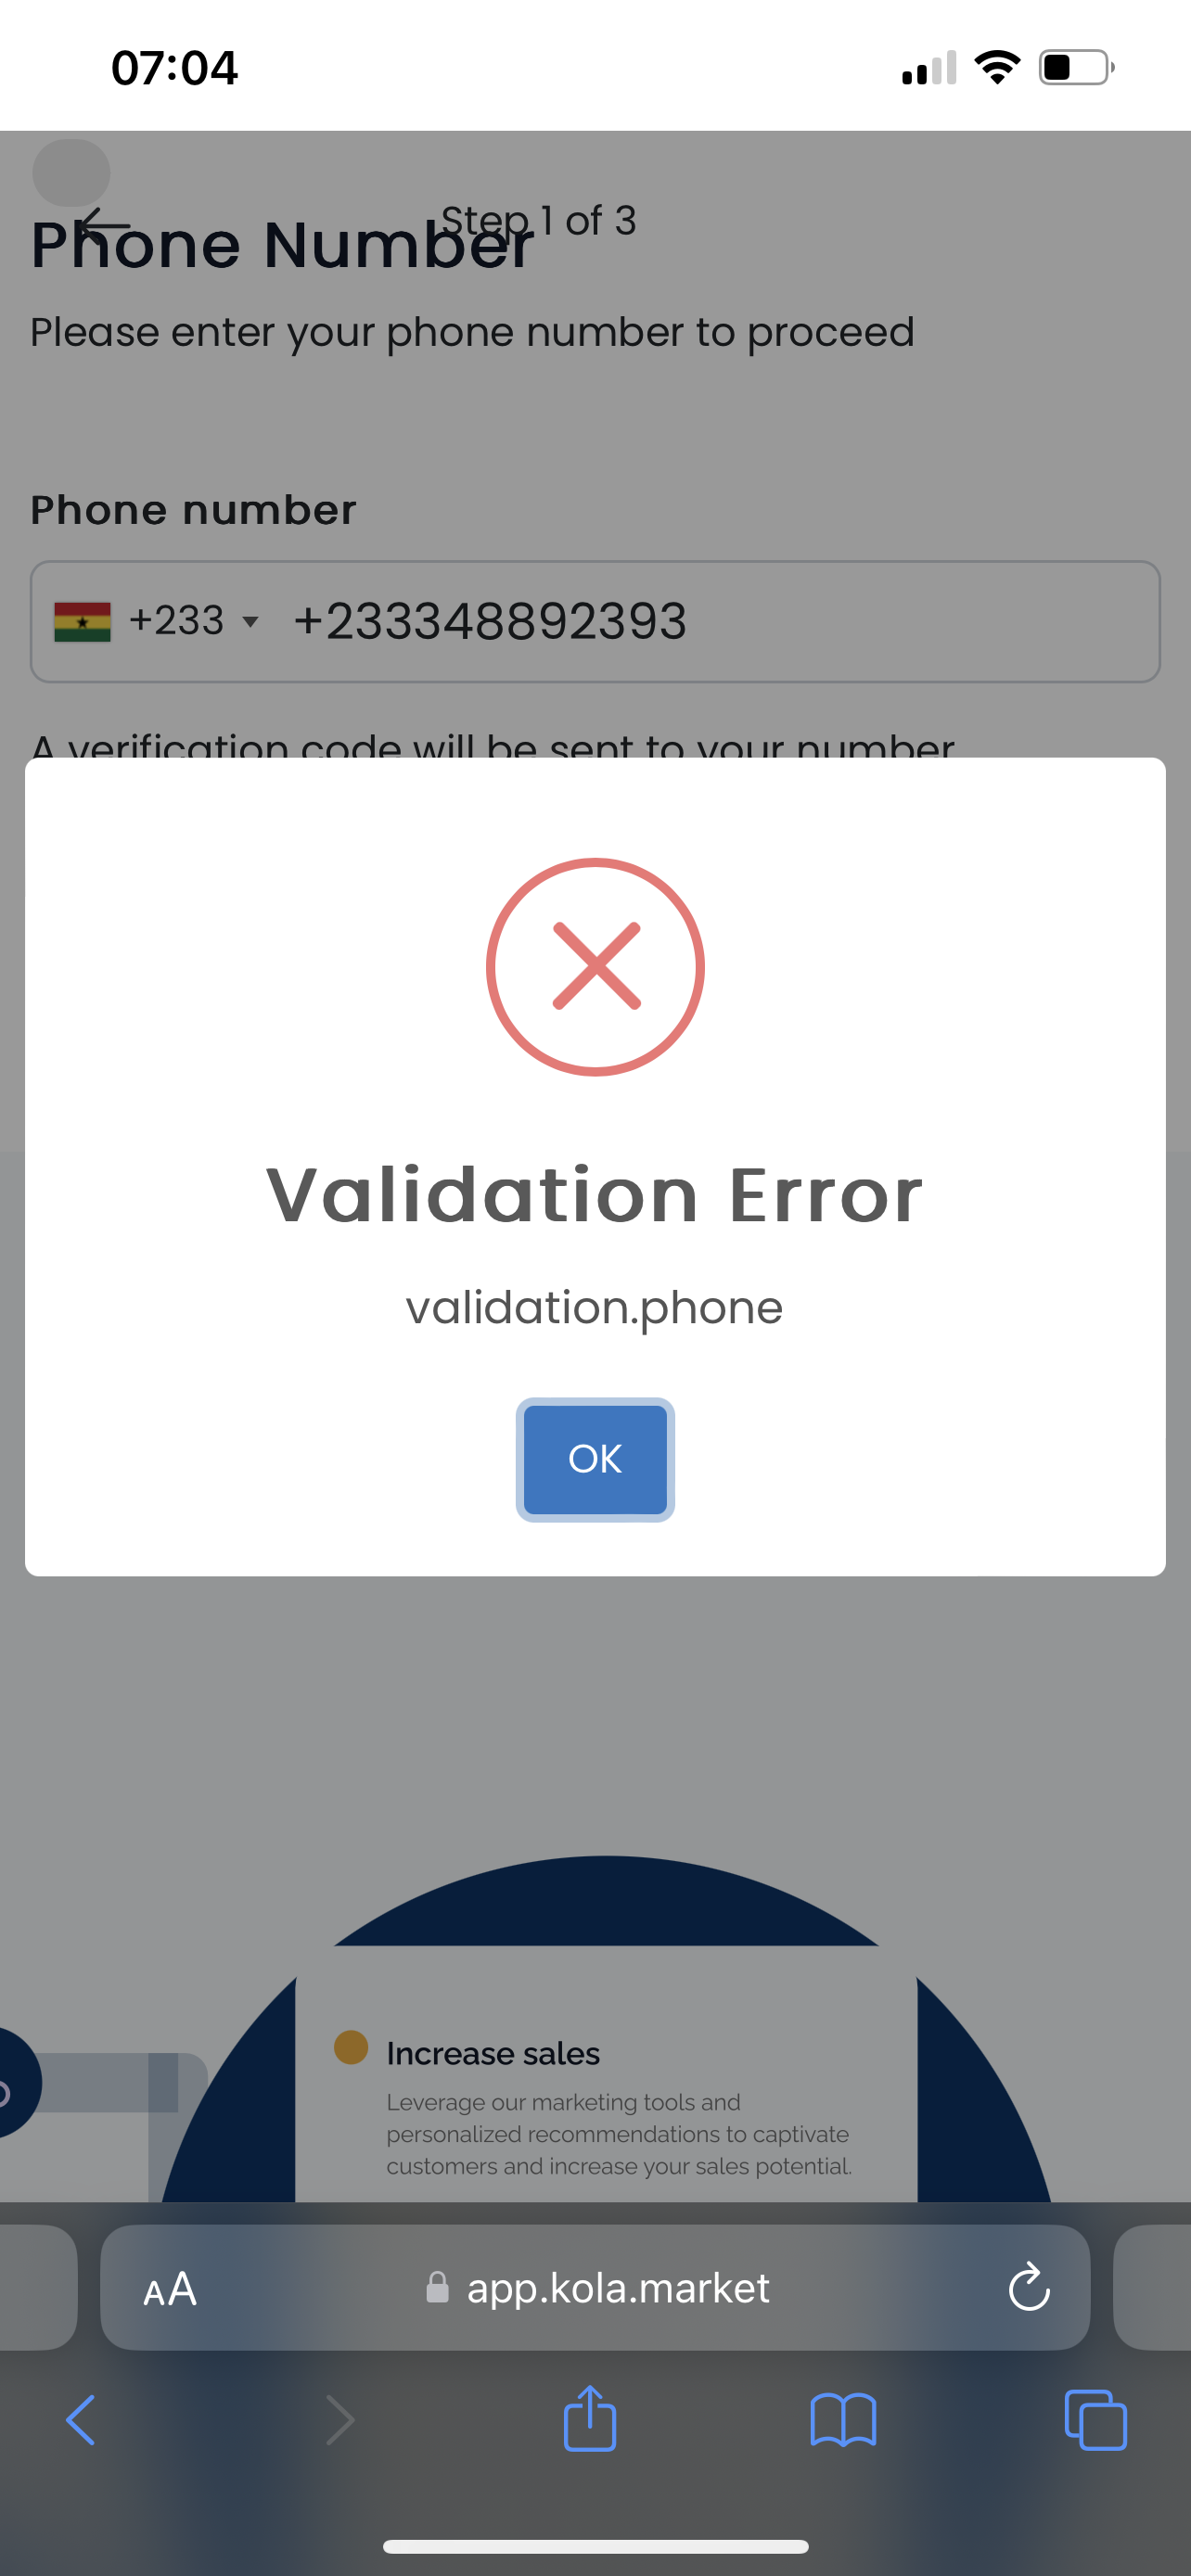 07:04
Step 1 of 3
Phone Number
Please enter your phone number to proceed
Phone number
+233 +233348892393
A verification code will be sent to your number
Validation Error
validation.phone
OK
Increase sales
Leverage our marketing tools and
personalized recommendations to captivate
customers and increase your sales potential.
AA app.kola.market